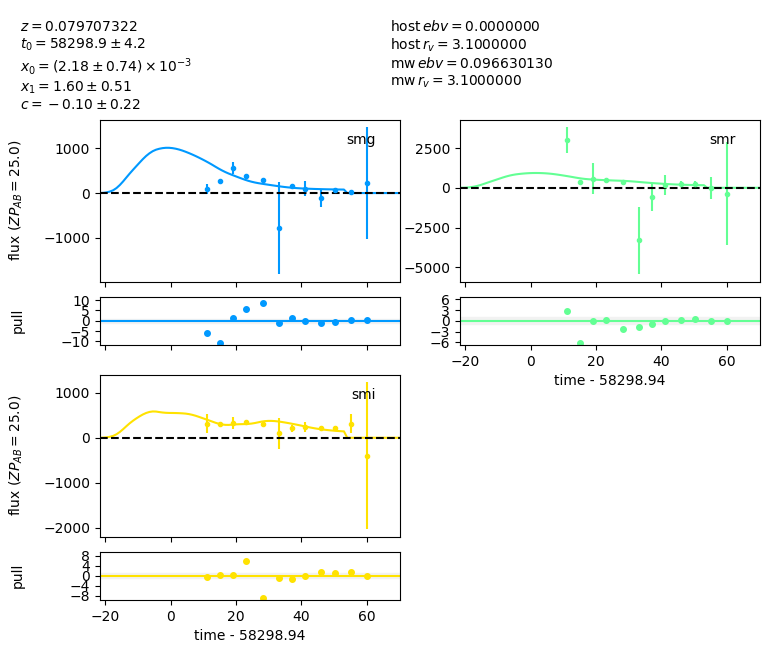 z = 0.079707322
t₀ = 58298.9 ± 4.2
x₀ = (2.18 ± 0.74) × 10⁻³
x₁ = 1.60 ± 0.51
c = −0.10 ± 0.22
host ebv = 0.0000000
host r_v = 3.1000000
mw ebv = 0.096630130
mw r_v = 3.1000000
flux (ZP_AB = 25.0)
1000
0
−1000
smg
2500
0
−2500
−5000
smr
pull
10
5
0
−5
−10
6
3
0
−3
−6
−20
0
20
40
60
time - 58298.94
flux (ZP_AB = 25.0)
1000
0
−1000
−2000
smi
pull
8
4
0
−4
−8
−20
0
20
40
60
time - 58298.94